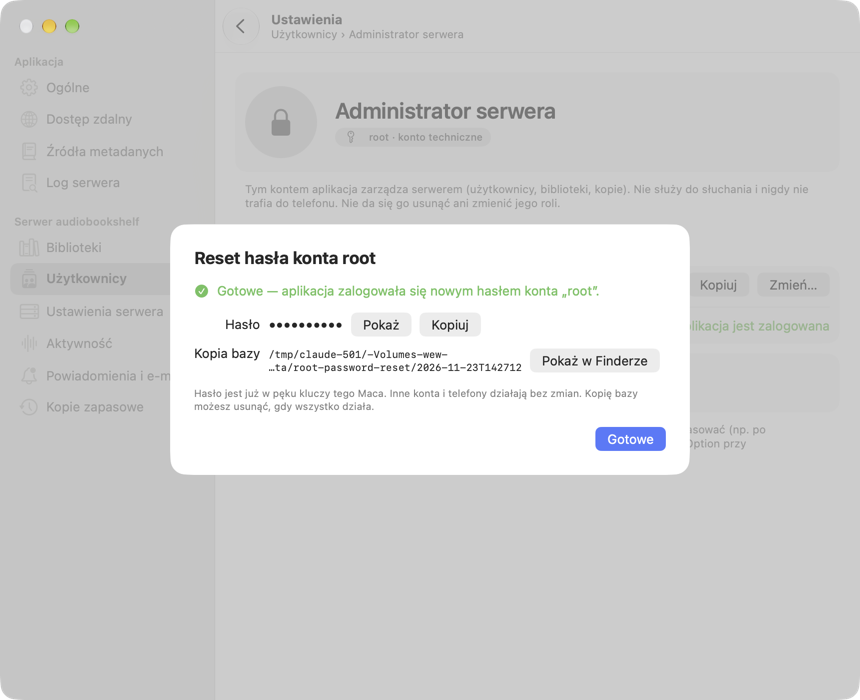 Ustawienia
Użytkownicy › Administrator serwera
Aplikacja
Ogólne
Dostęp zdalny
Źródła metadanych
Log serwera
Serwer audiobookshelf
Biblioteki
Użytkownicy
Ustawienia serwera
Aktywność
Powiadomienia i e-m
Kopie zapasowe
Administrator serwera
root · konto techniczne
Tym kontem aplikacja zarządza serwerem (użytkownicy, biblioteki, kopie). Nie służy do słuchania i nigdy nie
trafia do telefonu. Nie da się go usunąć ani zmienić jego roli.
Kopiuj
Zmień...
likacja jest zalogowana
asować (np. po
Option przy
Reset hasła konta root
Gotowe — aplikacja zalogowała się nowym hasłem konta „root”.
Hasło ●●●●●●●●●● Pokaż Kopiuj
Kopia bazy /tmp/claude-501/-Volumes-wew-
…ta/root-password-reset/2026-11-23T142712
Pokaż w Finderze
Hasło jest już w pęku kluczy tego Maca. Inne konta i telefony działają bez zmian. Kopię bazy
możesz usunąć, gdy wszystko działa.
Gotowe